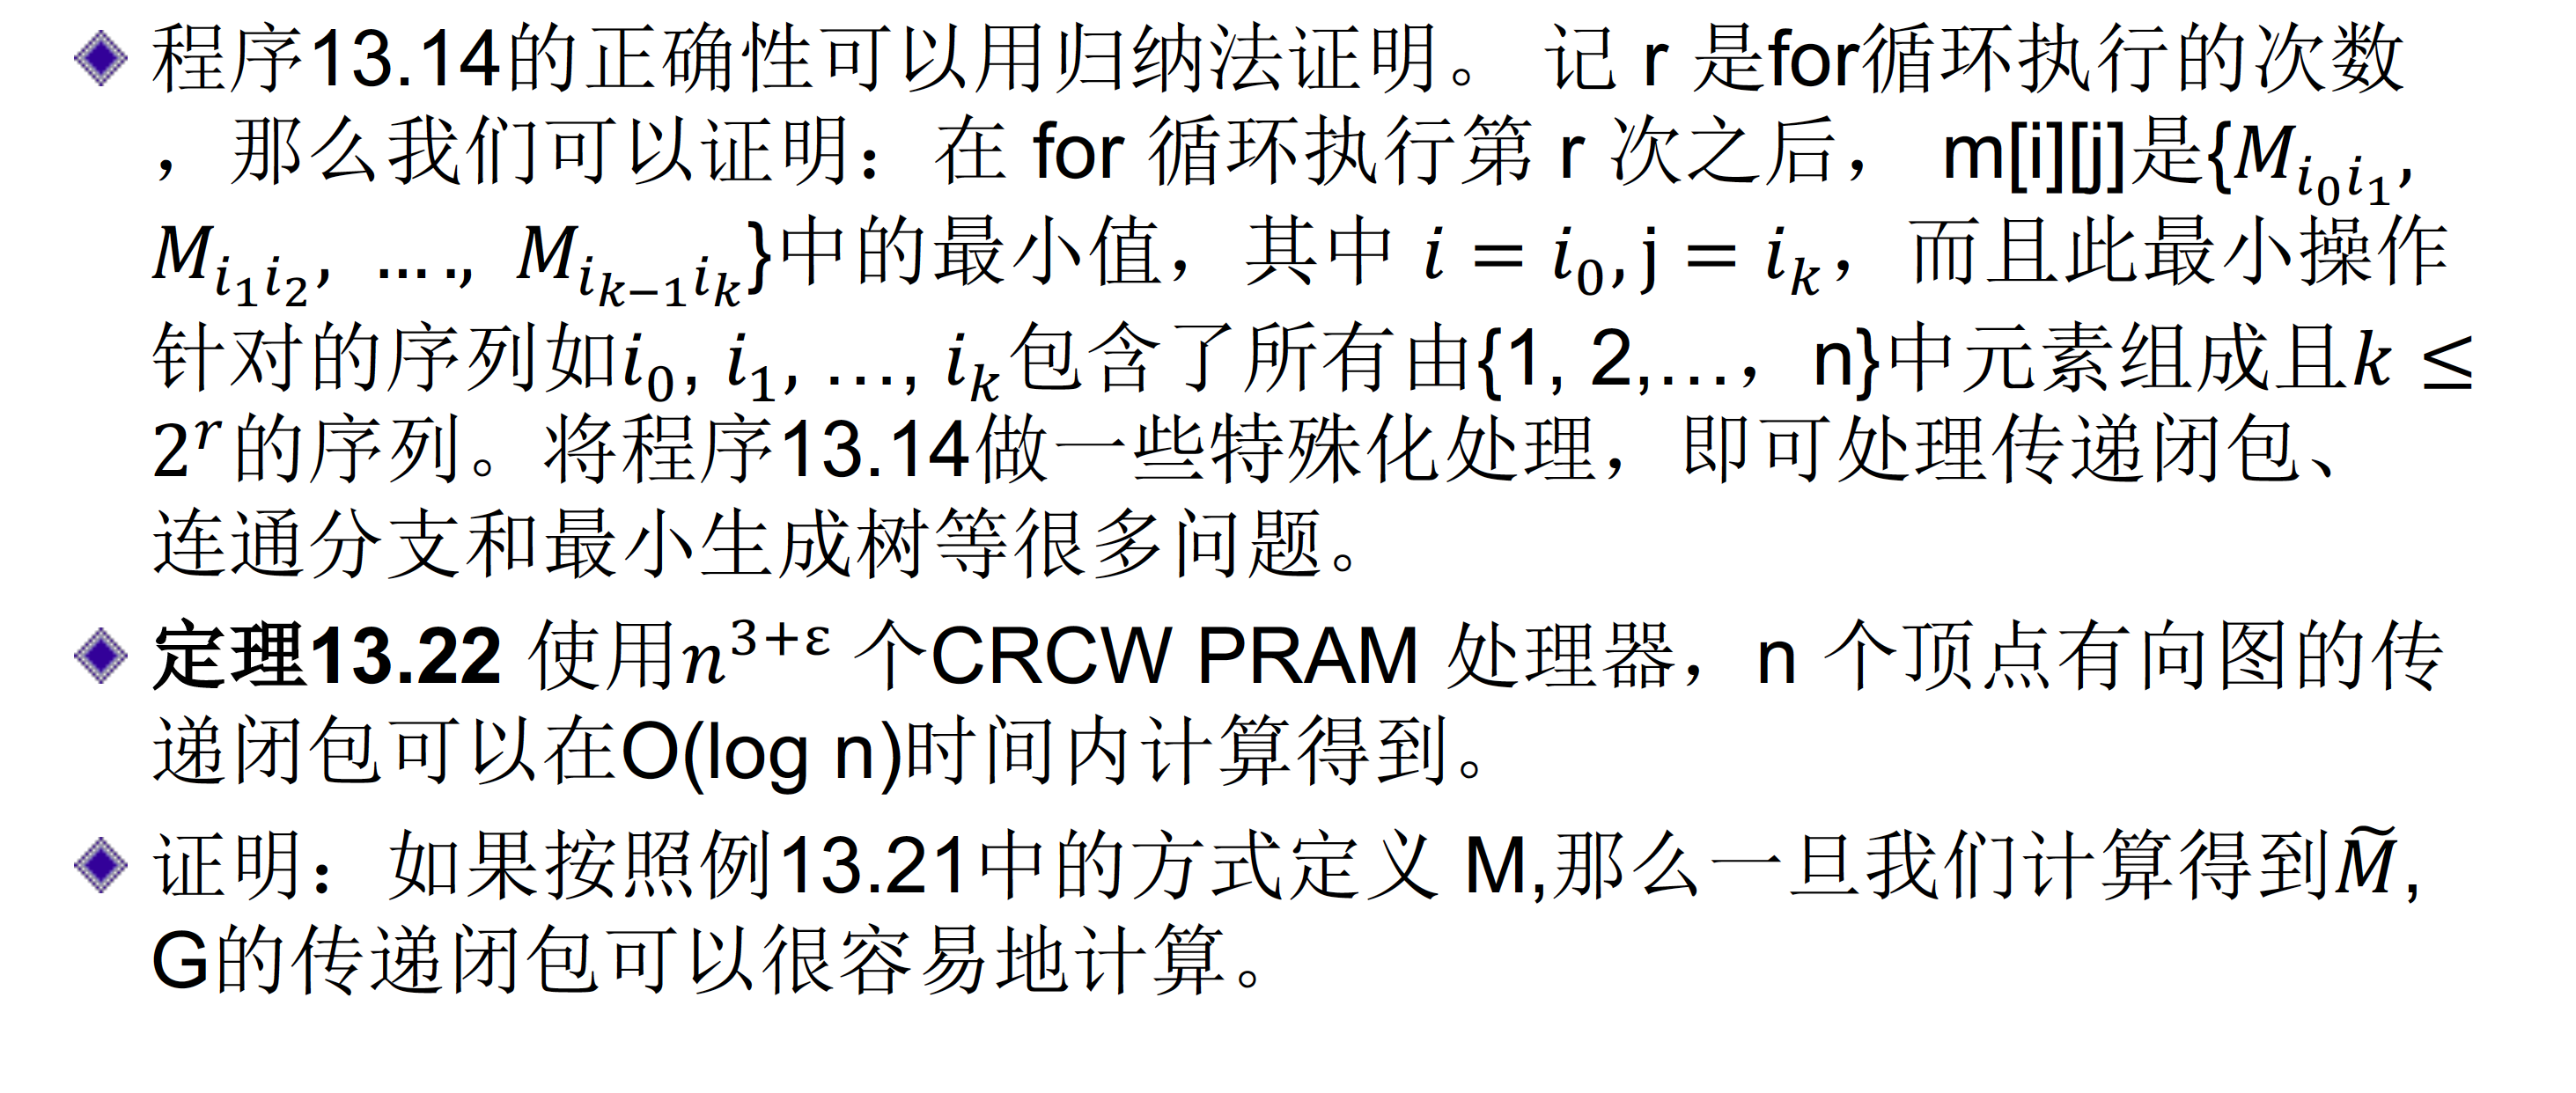 程序13.14的正确性可以用归纳法证明。 记 r 是for循环执行的次数
，那么我们可以证明：在 for 循环执行第 r 次之后， m[i][j]是{$M_{i_0i_1}$,
$M_{i_1i_2}$, …., $M_{i_{k-1}i_k}$}中的最小值，其中 $i = i_0$, j = $i_k$，而且此最小操作
针对的序列如$i_0$, $i_1$, …, $i_k$包含了所有由{1, 2,…，n}中元素组成且$k \leq$
$2^r$的序列。将程序13.14做一些特殊化处理，即可处理传递闭包、
连通分支和最小生成树等很多问题。
定理13.22 使用$n^{3+ε}$ 个CRCW PRAM 处理器，n 个顶点有向图的传
递闭包可以在O(log n)时间内计算得到。
证明：如果按照例13.21中的方式定义 M,那么一旦我们计算得到$\widetilde{M}$,
G的传递闭包可以很容易地计算。